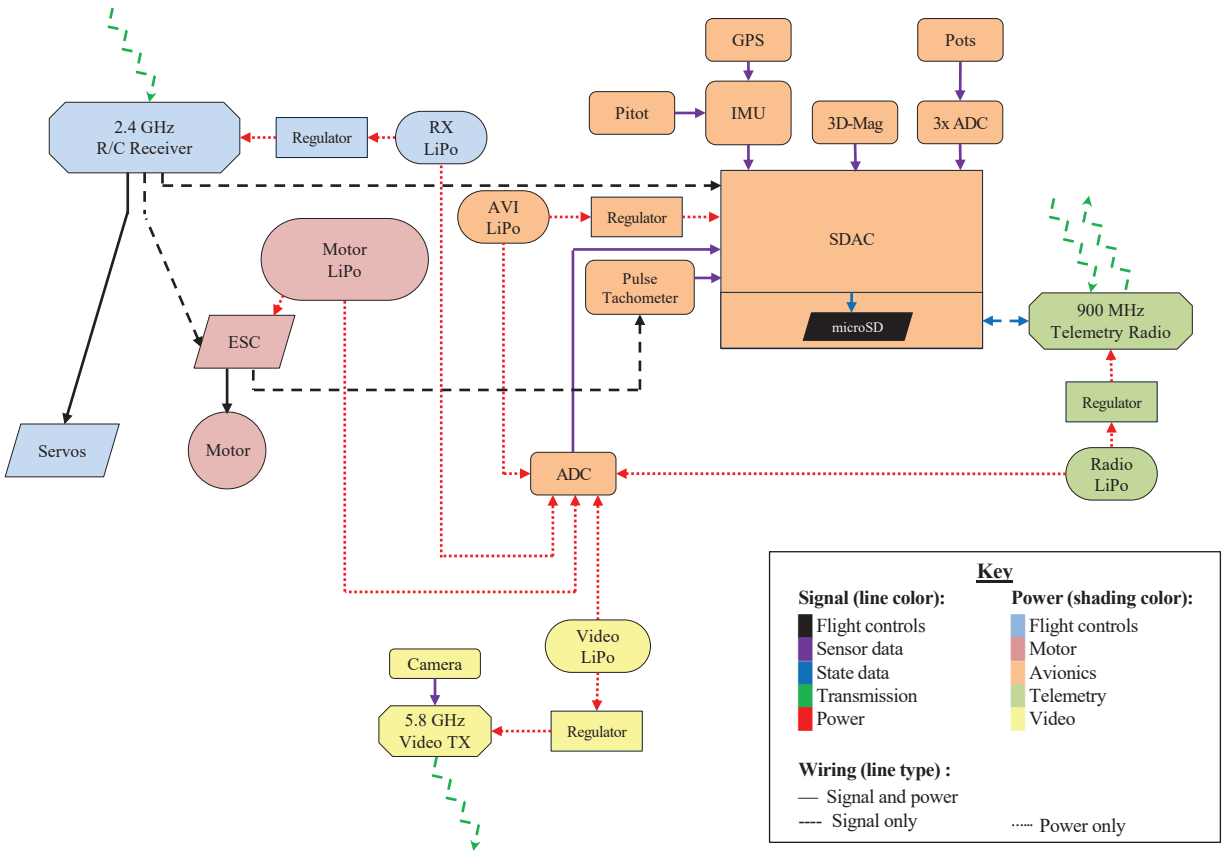 GPS
Pots
Pitot
IMU
3D-Mag
3x ADC
2.4 GHz
R/C Receiver
Regulator
RX
LiPo
AVI
LiPo
Regulator
SDAC
Motor
LiPo
Pulse
Tachometer
microSD
900 MHz
Telemetry Radio
ESC
Regulator
Servos
Motor
ADC
Radio
LiPo
Video
LiPo
Camera
5.8 GHz
Video TX
Regulator
Key
Signal (line color):
Flight controls
Sensor data
State data
Transmission
Power
Power (shading color):
Flight controls
Motor
Avionics
Telemetry
Video
Wiring (line type) :
Signal and power
Signal only
Power only